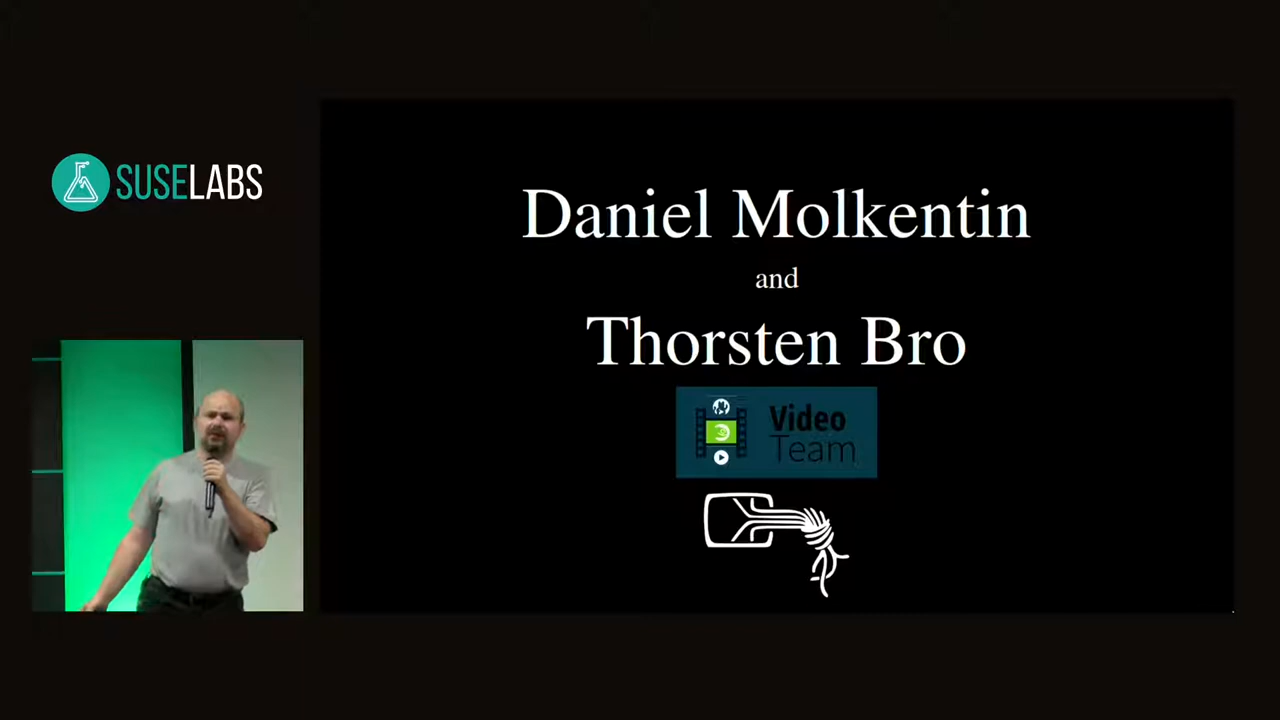 SUSELABS
Daniel Molkentin
and
Thorsten Bro
Video
Team